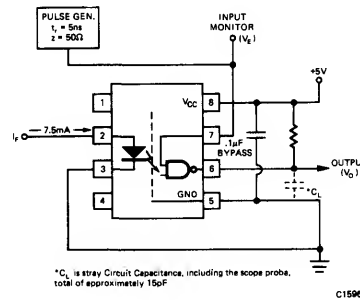 PULSE GEN.
tr = 5ns
z = 50Ω
INPUT
MONITOR
(VE)
+5V
1
VCC
8
IF
7.5mA
2
7
.1µF
BYPASS
3
6
OUTPUT
(VO)
*CL
4
GND
5
*CL is stray Circuit Capacitance, including the scope proba,
total of approximately 15pF
C1596